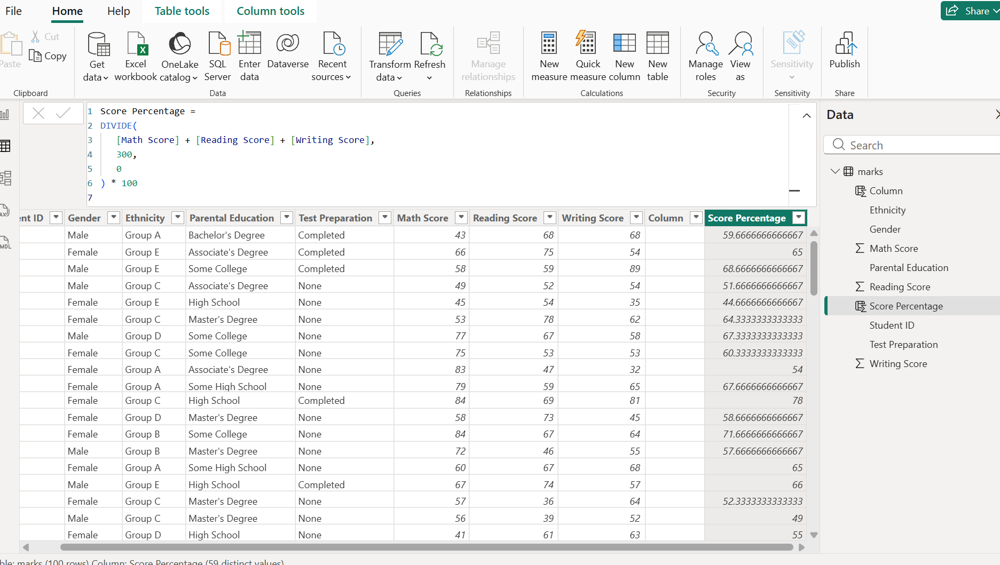 File Home Help Table tools Column tools Share
Cut
Paste Copy
Clipboard
Get data
Excel workbook
OneLake catalog
SQL Server
Enter data
Dataverse
Recent sources
Data
Transform data
Refresh
Queries
Manage relationships
Relationships
New measure
Quick measure
New column
New table
Calculations
Manage roles
View as
Security
Sensitivity
Sensitivity
Publish
Share
1 Score Percentage =
2 DIVIDE(
3 [Math Score] + [Reading Score] + [Writing Score],
4 300,
5 0
6 ) * 100
7
nt ID Gender Ethnicity Parental Education Test Preparation Math Score Reading Score Writing Score Column Score Percentage
Male Group A Bachelor's Degree Completed 43 68 68 59.6666666666667
Female Group E Associate's Degree Completed 66 75 54 65
Male Group E Some College Completed 58 59 89 68.6666666666667
Male Group C Associate's Degree None 49 52 54 51.6666666666667
Female Group E High School None 45 54 35 44.6666666666667
Female Group C Master's Degree None 53 78 62 64.3333333333333
Male Group D Some College None 77 67 58 67.3333333333333
Female Group C Some College None 75 53 53 60.3333333333333
Female Group A Associate's Degree None 83 47 32 54
Female Group A Some High School None 79 59 65 67.6666666666667
Female Group C High School Completed 84 69 81 78
Female Group D Master's Degree None 58 73 45 58.6666666666667
Female Group B Some College None 84 67 64 71.6666666666667
Male Group B Master's Degree None 72 46 55 57.6666666666667
Female Group A Some High School None 60 67 68 65
Male Group E High School Completed 67 74 57 66
Female Group C Master's Degree None 57 36 64 52.3333333333333
Male Group C Master's Degree None 56 39 52 49
Female Group D High School None 41 61 63 55
Data
Search
marks
Column
Ethnicity
Gender
Math Score
Parental Education
Reading Score
Score Percentage
Student ID
Test Preparation
Writing Score
ble: marks (100 rows) Column: Score Percentage (59 distinct values)